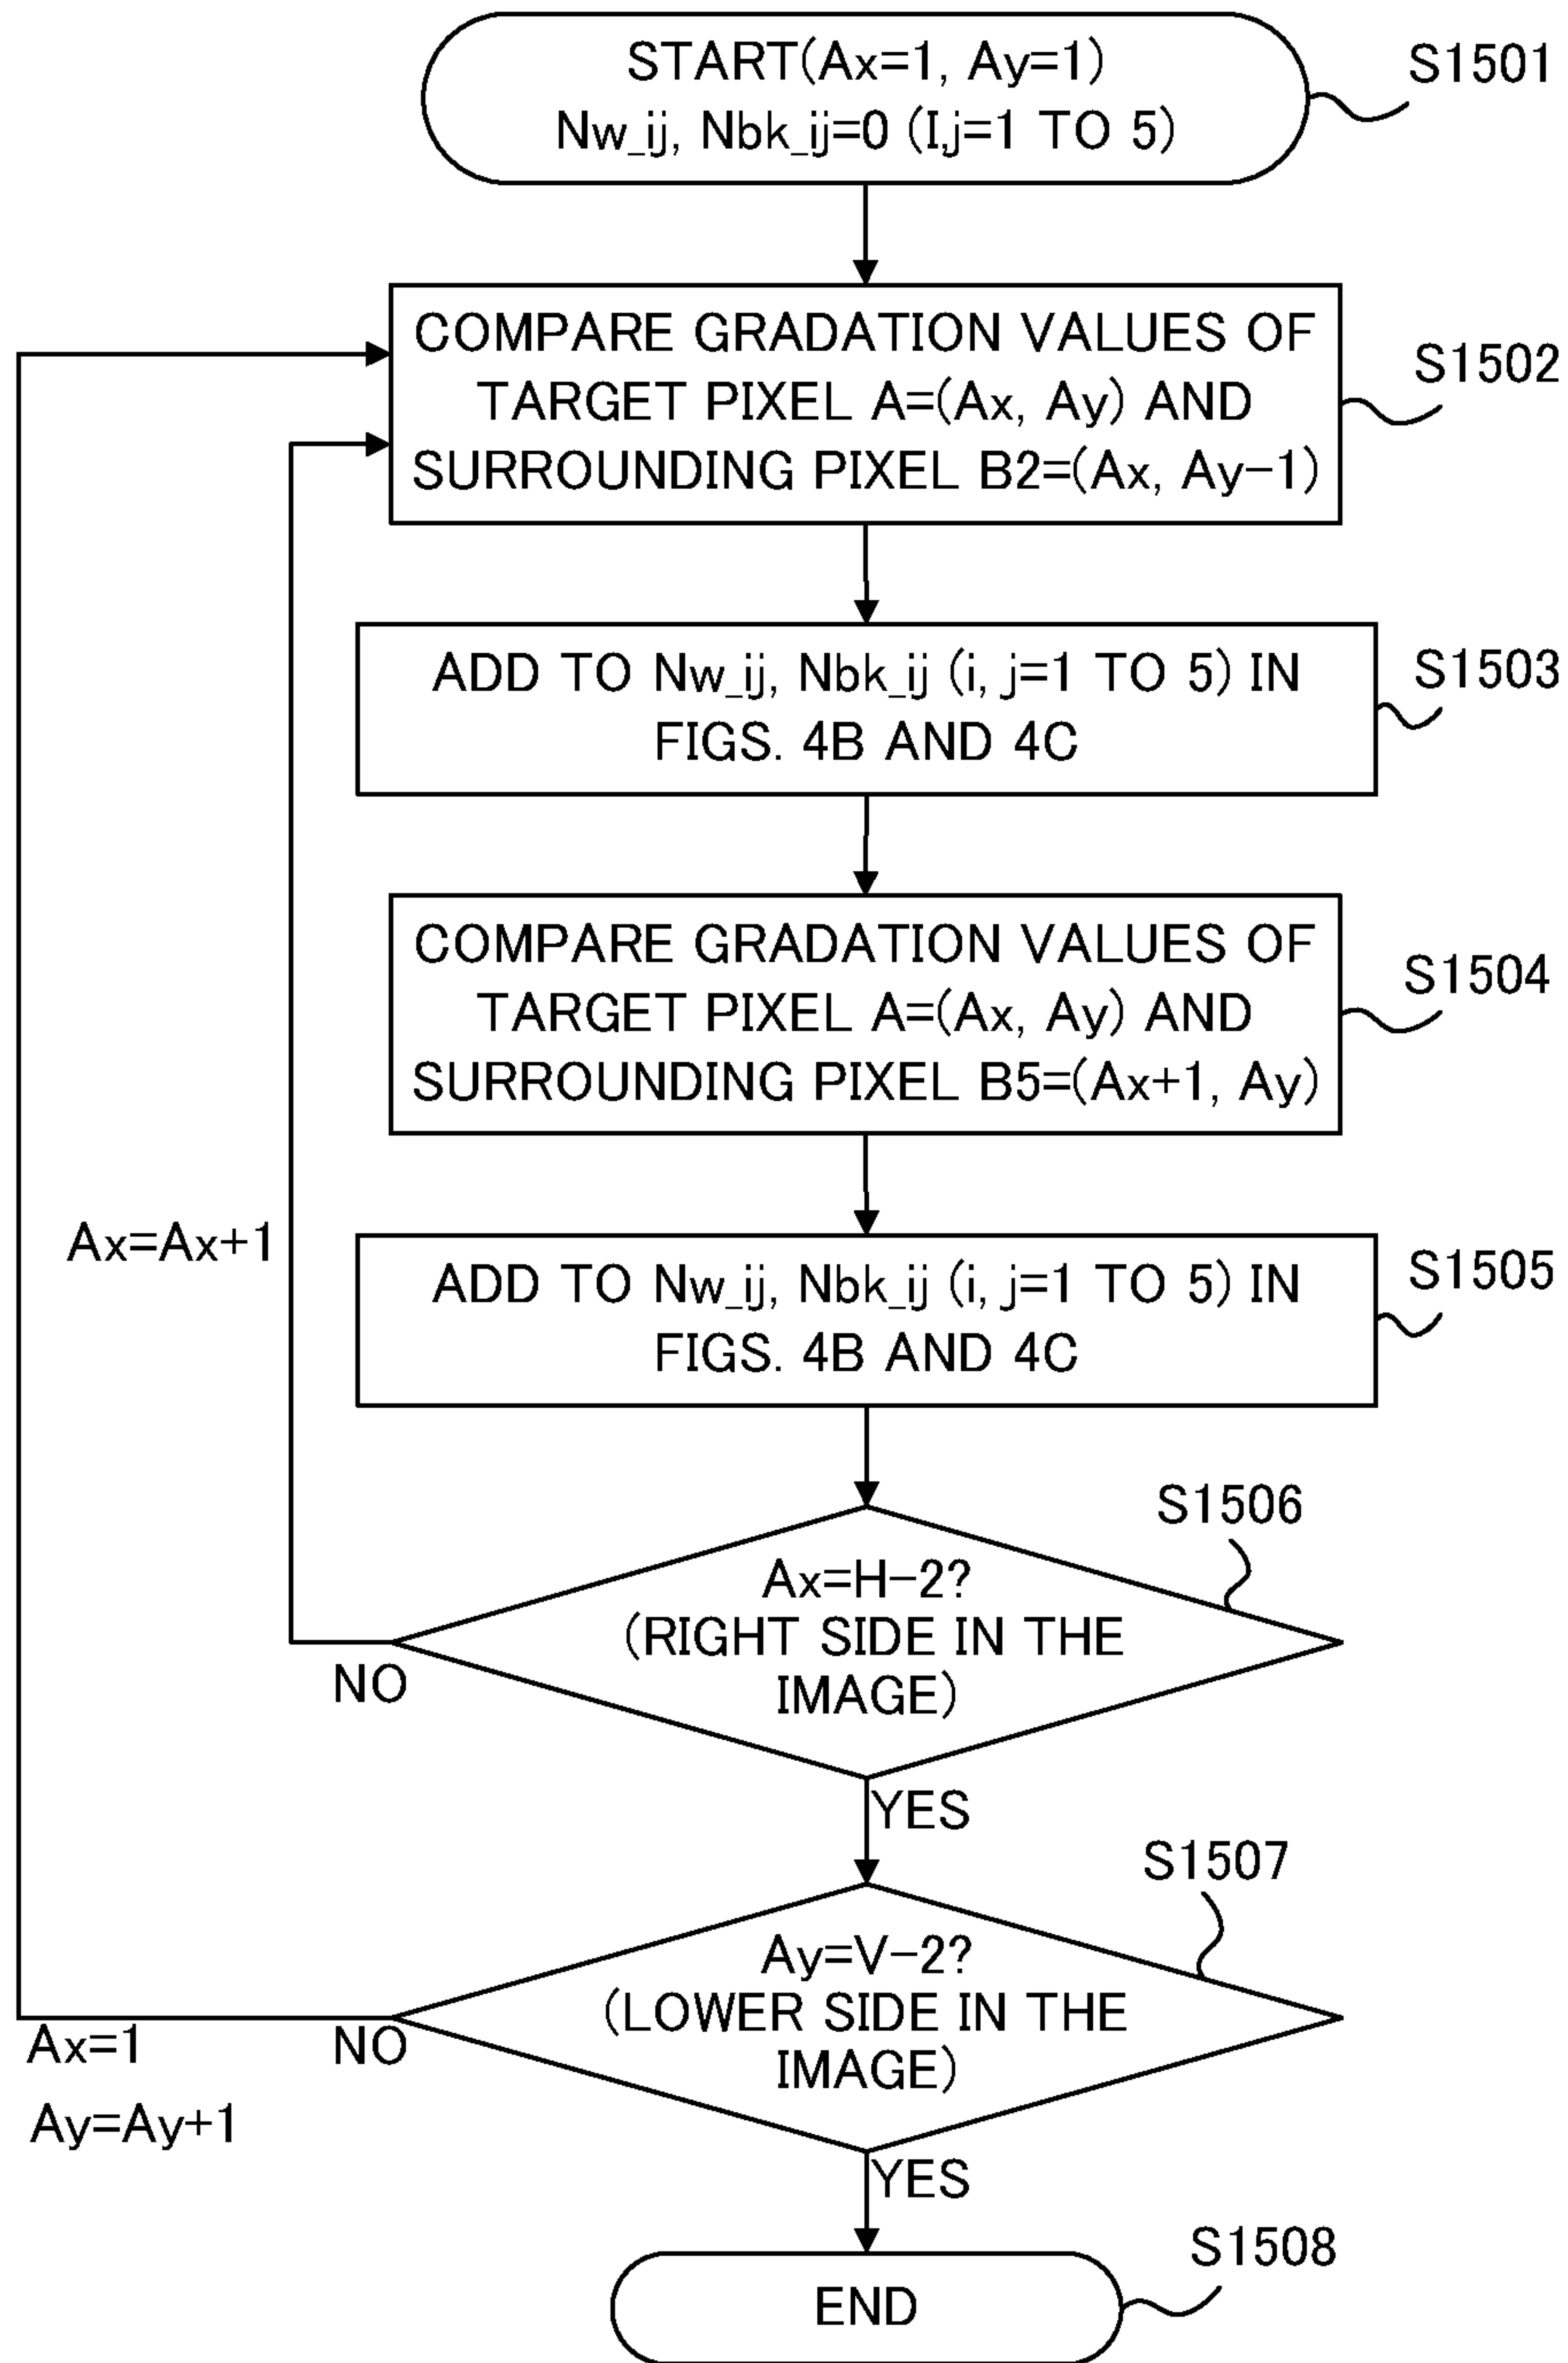 START(Ax=1, Ay=1)
Nw_ij, Nbk_ij=0 (I,j=1 TO 5)
S1501
COMPARE GRADATION VALUES OF
TARGET PIXEL A=(Ax, Ay) AND
SURROUNDING PIXEL B2=(Ax, Ay-1)
S1502
ADD TO Nw_ij, Nbk_ij (i, j=1 TO 5) IN
FIGS. 4B AND 4C
S1503
COMPARE GRADATION VALUES OF
TARGET PIXEL A=(Ax, Ay) AND
SURROUNDING PIXEL B5=(Ax+1, Ay)
S1504
Ax=Ax+1
ADD TO Nw_ij, Nbk_ij (i, j=1 TO 5) IN
FIGS. 4B AND 4C
S1505
S1506
Ax=H-2?
(RIGHT SIDE IN THE
IMAGE)
NO
YES
S1507
Ay=V-2?
(LOWER SIDE IN THE
IMAGE)
NO
Ax=1
Ay=Ay+1
YES
S1508
END